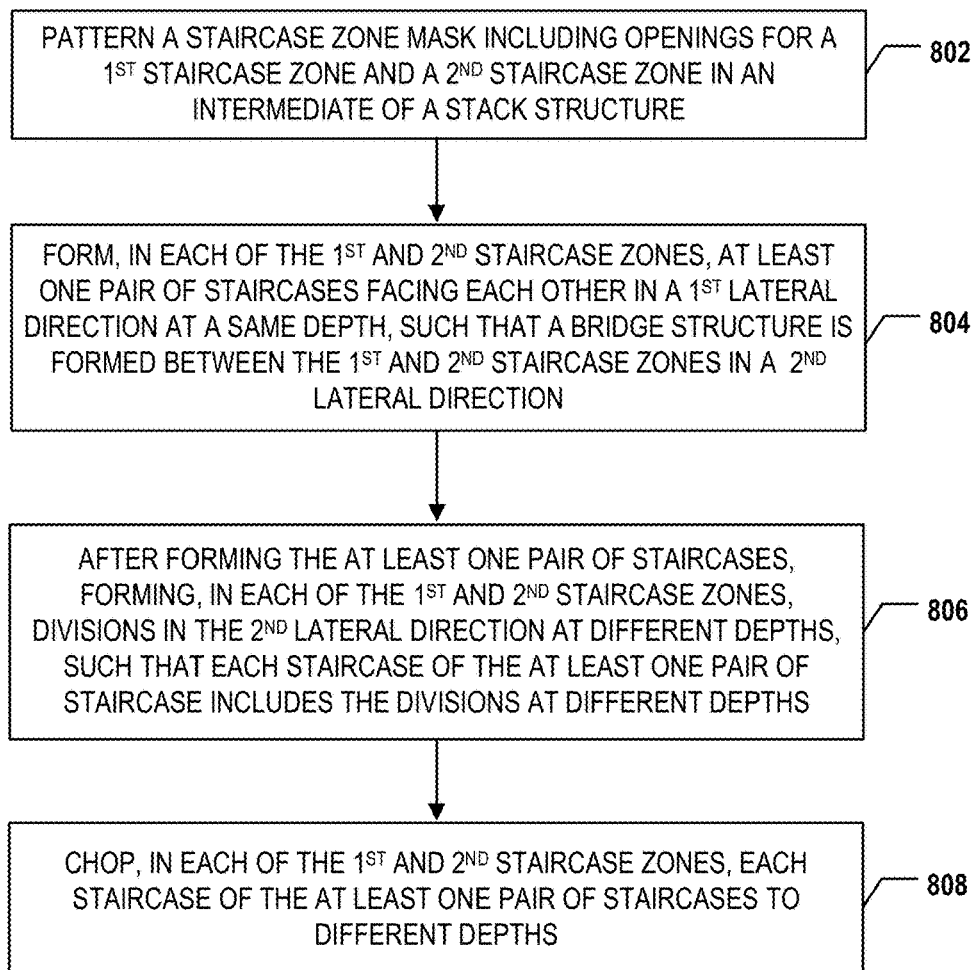 PATTERN A STAIRCASE ZONE MASK INCLUDING OPENINGS FOR A
1ST STAIRCASE ZONE AND A 2ND STAIRCASE ZONE IN AN
INTERMEDIATE OF A STACK STRUCTURE
802
FORM, IN EACH OF THE 1ST AND 2ND STAIRCASE ZONES, AT LEAST
ONE PAIR OF STAIRCASES FACING EACH OTHER IN A 1ST LATERAL
DIRECTION AT A SAME DEPTH, SUCH THAT A BRIDGE STRUCTURE IS
FORMED BETWEEN THE 1ST AND 2ND STAIRCASE ZONES IN A 2ND
LATERAL DIRECTION
804
AFTER FORMING THE AT LEAST ONE PAIR OF STAIRCASES,
FORMING, IN EACH OF THE 1ST AND 2ND STAIRCASE ZONES,
DIVISIONS IN THE 2ND LATERAL DIRECTION AT DIFFERENT DEPTHS,
SUCH THAT EACH STAIRCASE OF THE AT LEAST ONE PAIR OF
STAIRCASE INCLUDES THE DIVISIONS AT DIFFERENT DEPTHS
806
CHOP, IN EACH OF THE 1ST AND 2ND STAIRCASE ZONES, EACH
STAIRCASE OF THE AT LEAST ONE PAIR OF STAIRCASES TO
DIFFERENT DEPTHS
808